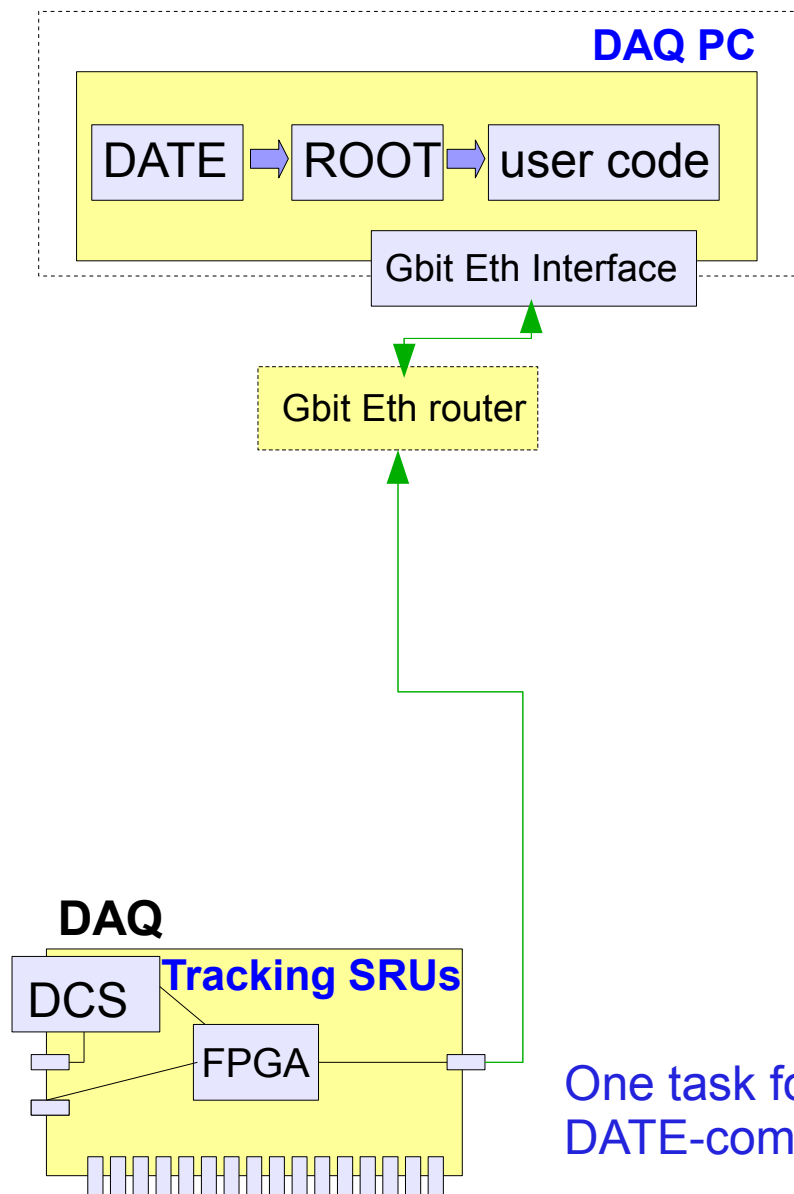 DAQ PC
DATE
ROOT
user code
Gbit Eth Interface
Gbit Eth router
DAQ
Tracking SRUs
DCS
FPGA
One task
DATE-com